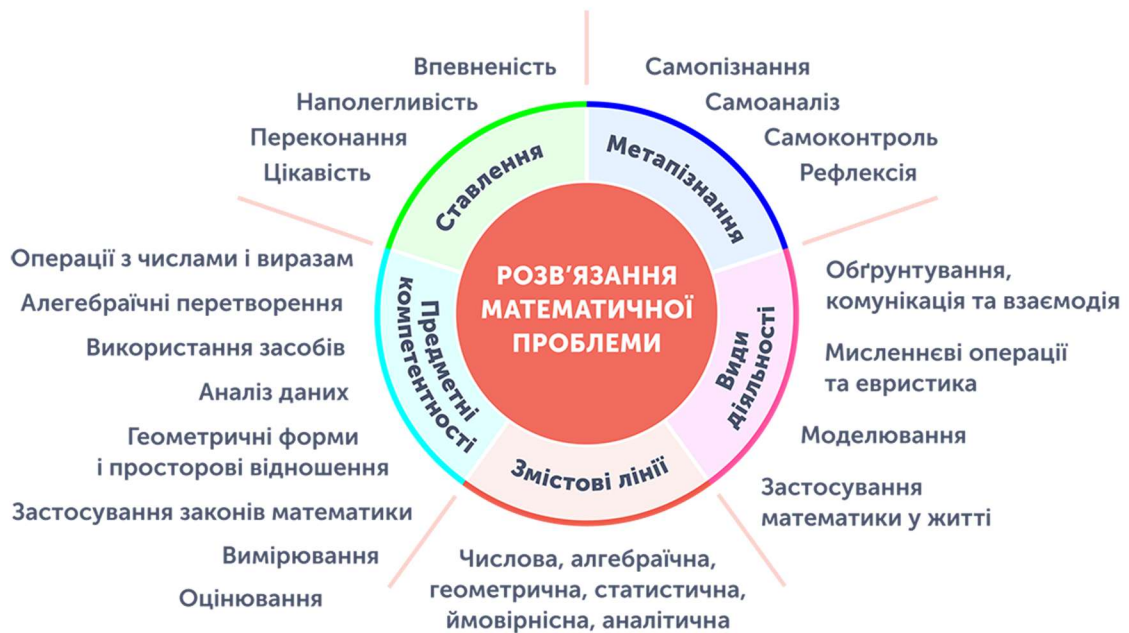 РОЗВ’ЯЗАННЯ
МАТЕМАТИЧНОЇ
ПРОБЛЕМИ
Ставлення
Впевненість
Наполегливість
Переконання
Цікавість
Метапізнання
Самопізнання
Самоаналіз
Самоконтроль
Рефлексія
Види
діяльності
Обґрунтування,
комунікація та взаємодія
Мисленнєві операції
та евристика
Моделювання
Застосування
математики у житті
Змістові лінії
Числова, алгебраїчна,
геометрична, статистична,
ймовірнісна, аналітична
Предметні
компетентності
Операції з числами і виразам
Алегебраїчні перетворення
Використання засобів
Аналіз даних
Геометричні форми
і просторові відношення
Застосування законів математики
Вимірювання
Оцінювання